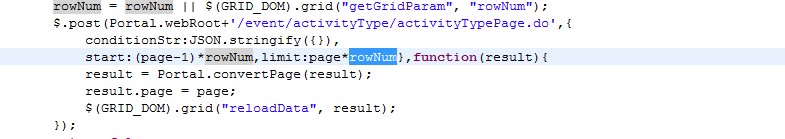 rowNum = rowNum || $(GRID_DOM).grid("getGridParam", "rowNum");
$.post(Portal.webRoot+'/event/activityType/activityTypePage.do',{
conditionStr:JSON.stringify({}),
start:(page-1)*rowNum,limit:page*rowNum},function(result){
result = Portal.convertPage(result);
result.page = page;
$(GRID_DOM).grid("reloadData", result);
});